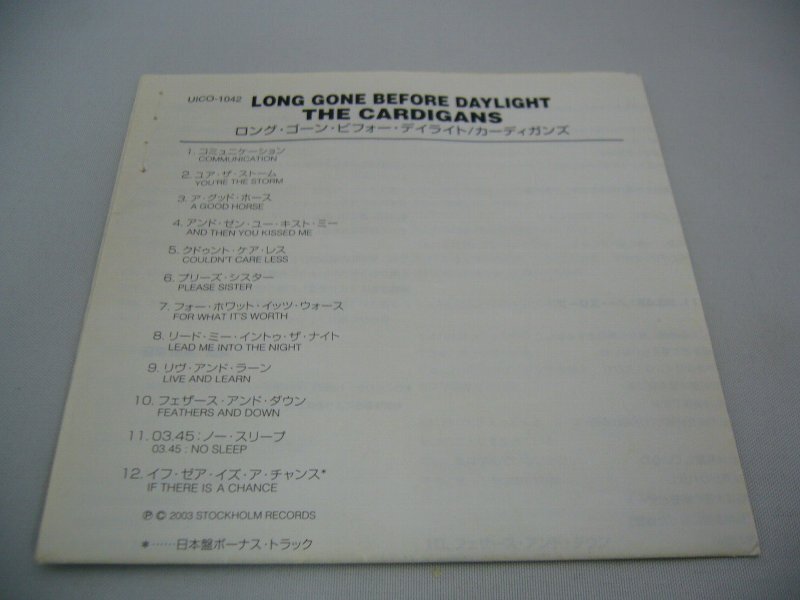 UICO-1042 LONG GONE BEFORE DAYLIGHT
THE CARDIGANS
ロング・ゴーン・ビフォー・デイライト/カーディガンズ
1. コミュニケーション
COMMUNICATION
2. ユア・ザ・ストーム
YOU'RE THE STORM
3. ア・グッド・ホース
A GOOD HORSE
4. アンド・ゼン・ユー・キスト・ミー
AND THEN YOU KISSED ME
5. クドゥント・ケア・レス
COULDN'T CARE LESS
6. プリーズ・シスター
PLEASE SISTER
7. フォー・ホワット・イッツ・ウォース
FOR WHAT IT'S WORTH
8. リード・ミー・イントゥ・ザ・ナイト
LEAD ME INTO THE NIGHT
9. リヴ・アンド・ラーン
LIVE AND LEARN
10. フェザース・アンド・ダウン
FEATHERS AND DOWN
11. 03.45:ノー・スリープ
03.45 : NO SLEEP
12. イフ・ゼア・イズ・ア・チャンス*
IF THERE IS A CHANCE
℗ © 2003 STOCKHOLM RECORDS
*……日本盤ボーナス・トラック